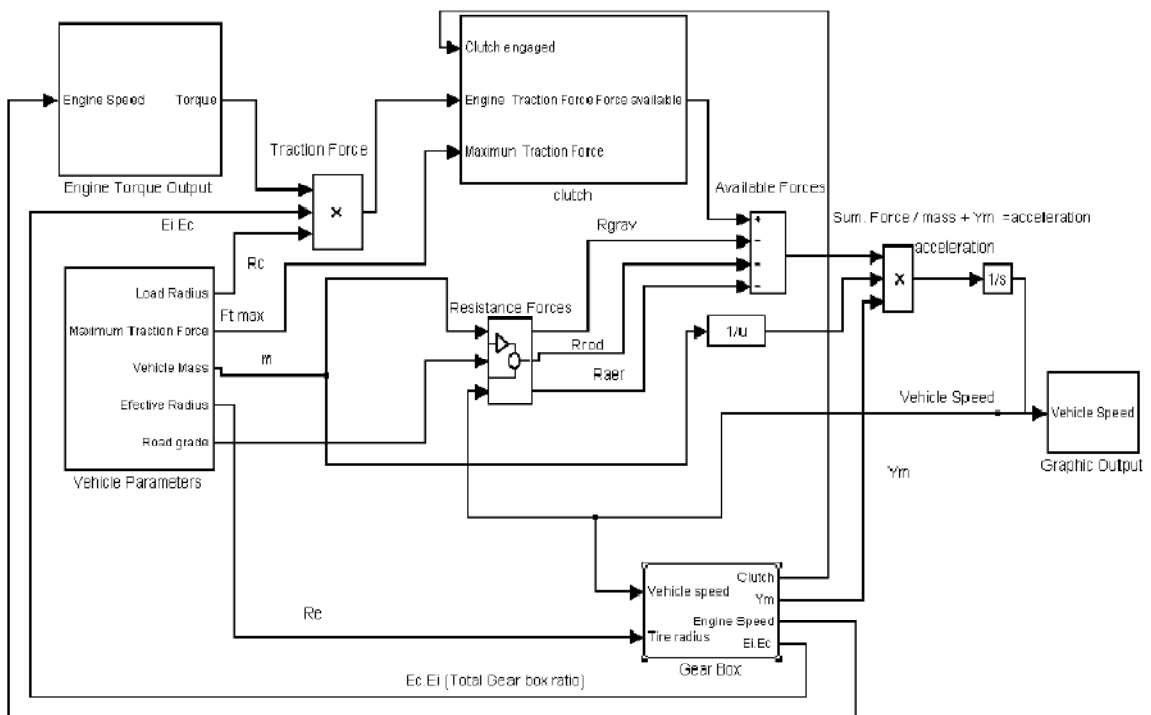 Clutch engaged
Engine Speed
Torque
Engine Traction Force
Force available
Maximun Traction Force
Traction Force
Engine Torque Output
clutch
Available Forces
Ei.Ec
Rgrav
Sum. Force / mass + Ym =acceleration
acceleration
x
+
-
-
-
x
1/s
Rc
Load Radius
Ft max
Resistance Forces
Maximum Traction Force
1/u
m
Rrod
Vehicle Mass
Raer
Efective Radius
Vehicle Speed
Vehicle Speed
Road grade
Graphic Output
Vehicle Parameters
Ym
Clutch
Vehicle speed
Ym
Re
Engine Speed
Tire radius
Ei.Ec
Gear Box
Ec.Ei (Total Gear box ratio)